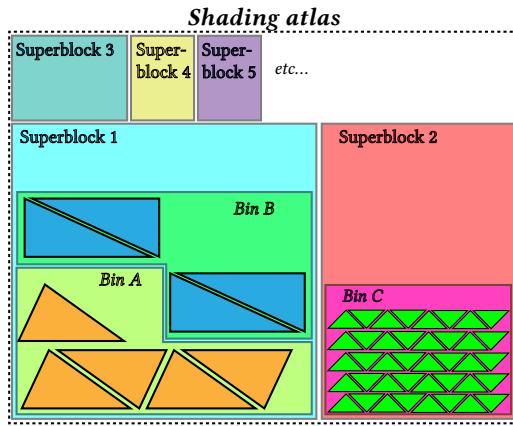 Shading atlas
Superblock 3
Super-
block 4
Super-
block 5
etc...
Superblock 1
Superblock 2
Bin B
Bin A
Bin C